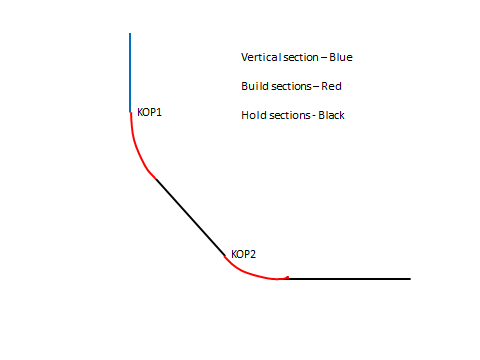 Vertical section – Blue
Build sections – Red
KOP1
Hold sections - Black
KOP2